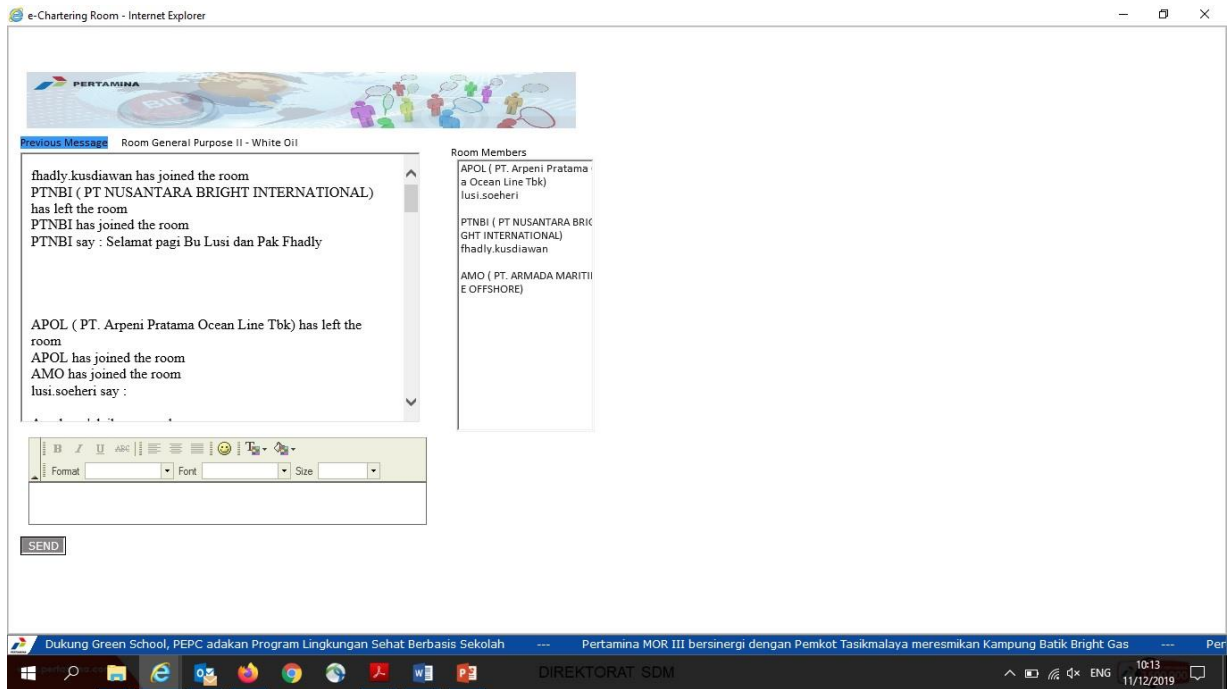 e-Chartering Room - Internet Explorer
PERTAMINA
BID
Previous Message Room General Purpose II - White Oil
fhadly.kusdiawan has joined the room
PTNBI ( PT NUSANTARA BRIGHT INTERNATIONAL)
has left the room
PTNBI has joined the room
PTNBI say : Selamat pagi Bu Lusi dan Pak Fhadly
APOL ( PT. Arpeni Pratama Ocean Line Tbk) has left the
room
APOL has joined the room
AMO has joined the room
lusi.soeheri say :
Room Members
APOL ( PT. Arpeni Pratama
a Ocean Line Tbk)
lusi.soeheri
PTNBI ( PT NUSANTARA BRIG
GHT INTERNATIONAL)
fhadly.kusdiawan
AMO ( PT. ARMADA MARITI
E OFFSHORE)
B I U ABC
Format Font Size
SEND
Dukung Green School, PEPC adakan Program Lingkungan Sehat Berbasis Sekolah --- Pertamina MOR III bersinergi dengan Pemkot Tasikmalaya meresmikan Kampung Batik Bright Gas --- Per
DIREKTORAT SDM
ENG
10:13
11/12/2019